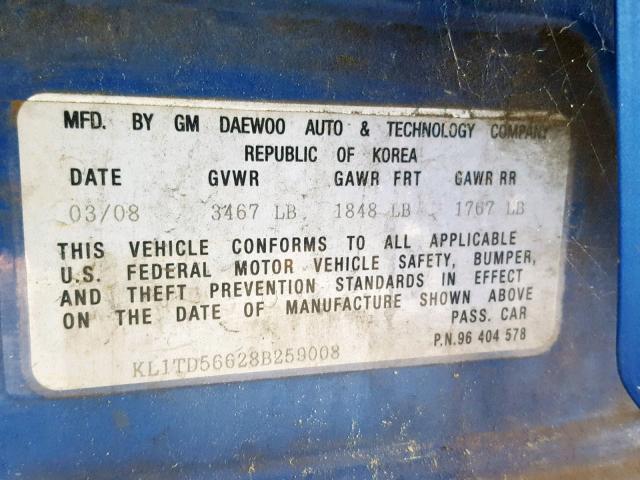 MFD. BY GM DAEWOO AUTO & TECHNOLOGY COMPANY
REPUBLIC OF KOREA
DATE GVWR GAWR FRT GAWR RR
03/08 3467 LB 1848 LB 1767 LB
THIS VEHICLE CONFORMS TO ALL APPLICABLE
U.S. FEDERAL MOTOR VEHICLE SAFETY, BUMPER,
AND THEFT PREVENTION STANDARDS IN EFFECT
ON THE DATE OF MANUFACTURE SHOWN ABOVE
PASS. CAR
P.N.96 404 578
KL1TD56628B259008